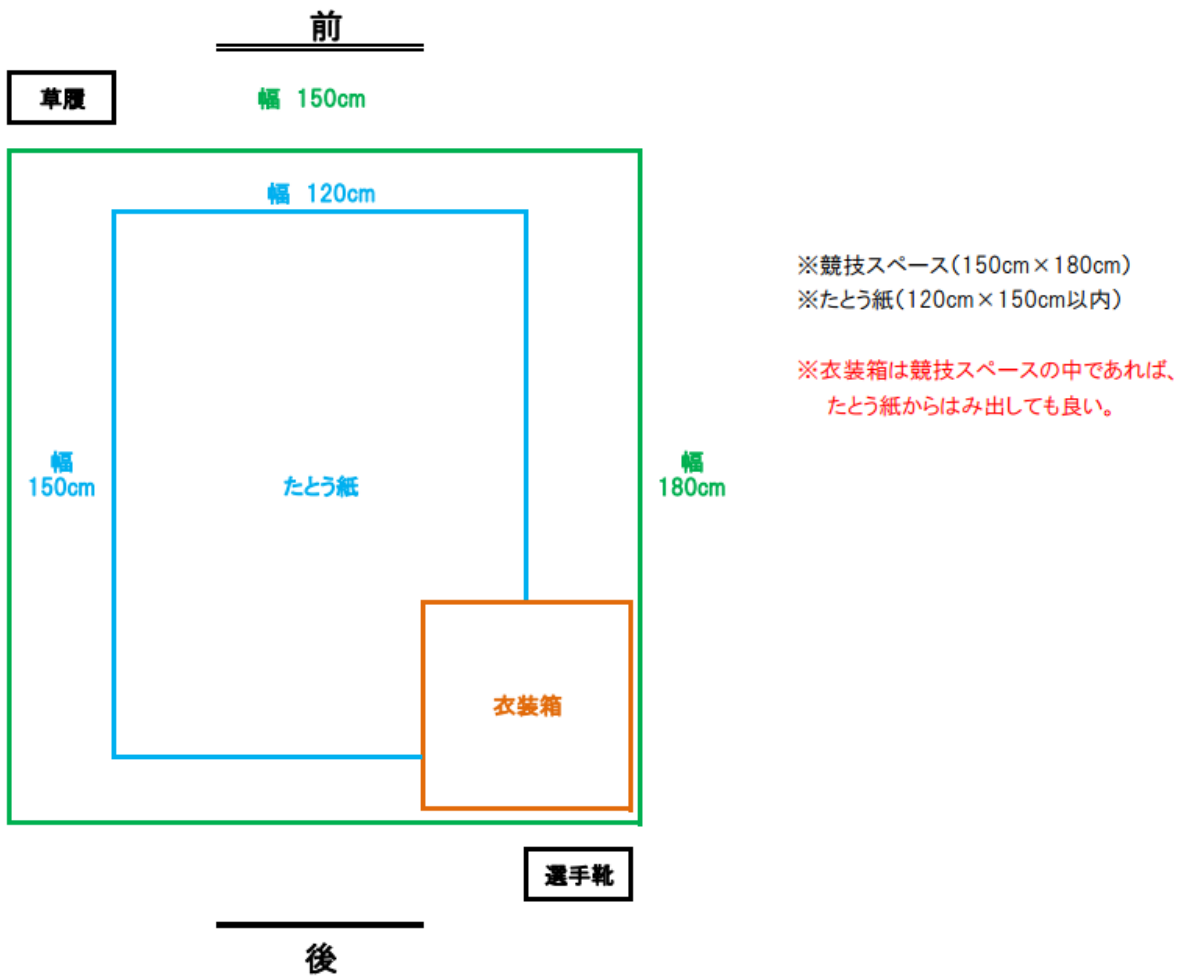 前
草履
幅 150cm
幅 120cm
※競技スペース(150cm×180cm)
※たとう紙(120cm×150cm以内)
※衣装箱は競技スペースの中であれば、
たとう紙からはみ出しても良い。
幅
150cm
たとう紙
幅
180cm
衣装箱
選手靴
後